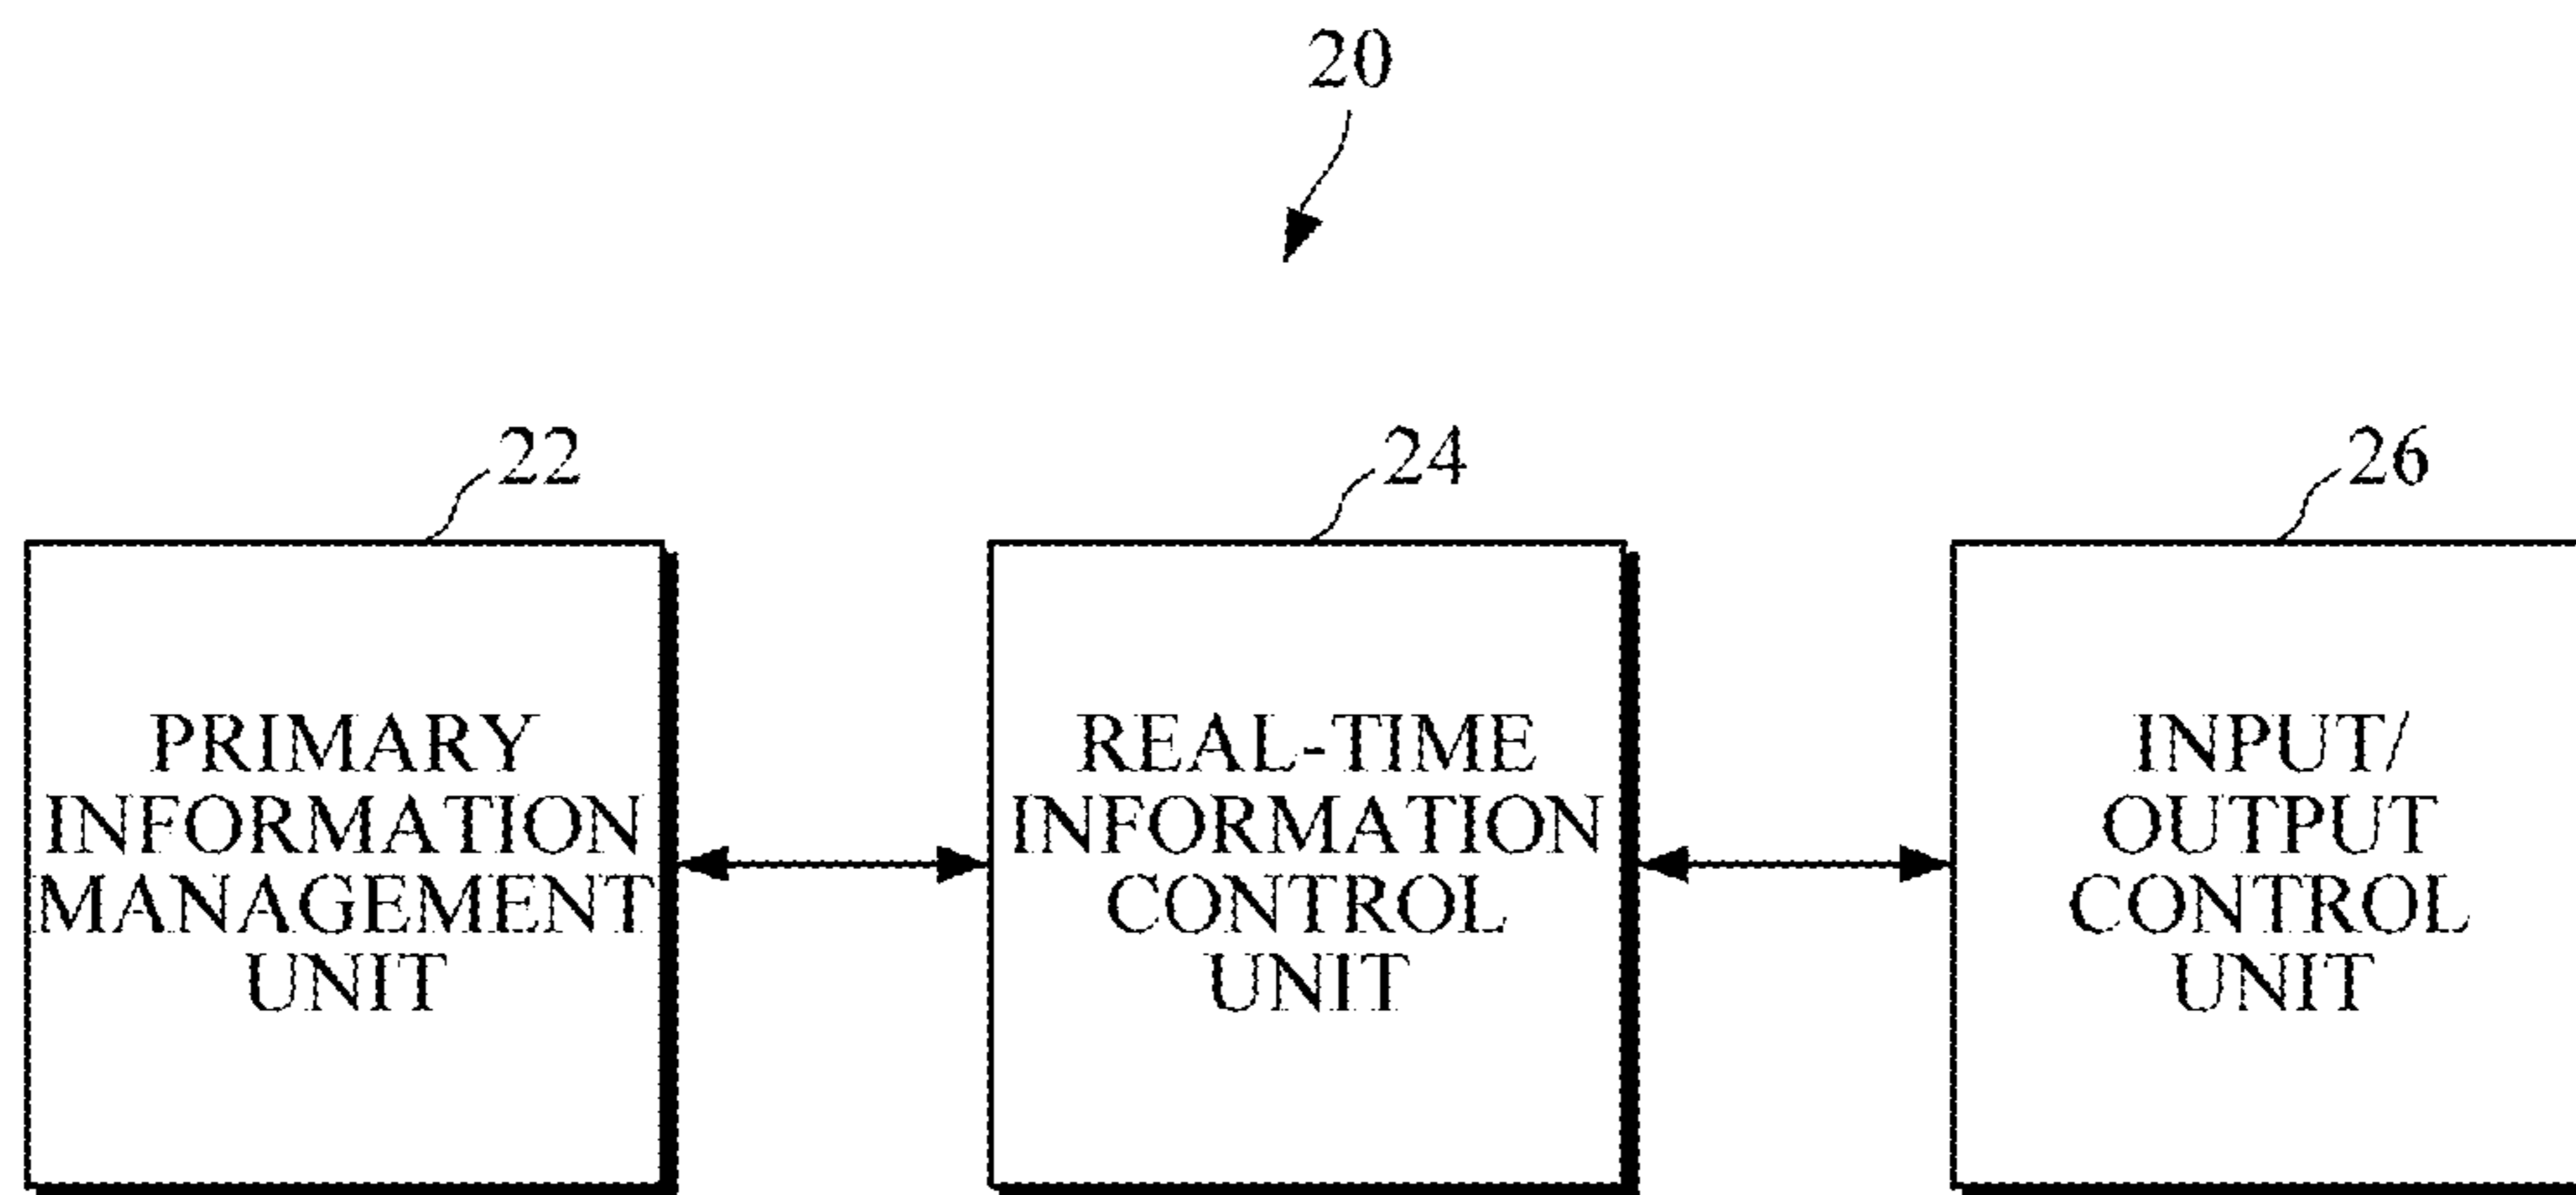 20
22
24
26
PRIMARY
INFORMATION
MANAGEMENT
UNIT
REAL-TIME
INFORMATION
CONTROL
UNIT
INPUT/
OUTPUT
CONTROL
UNIT